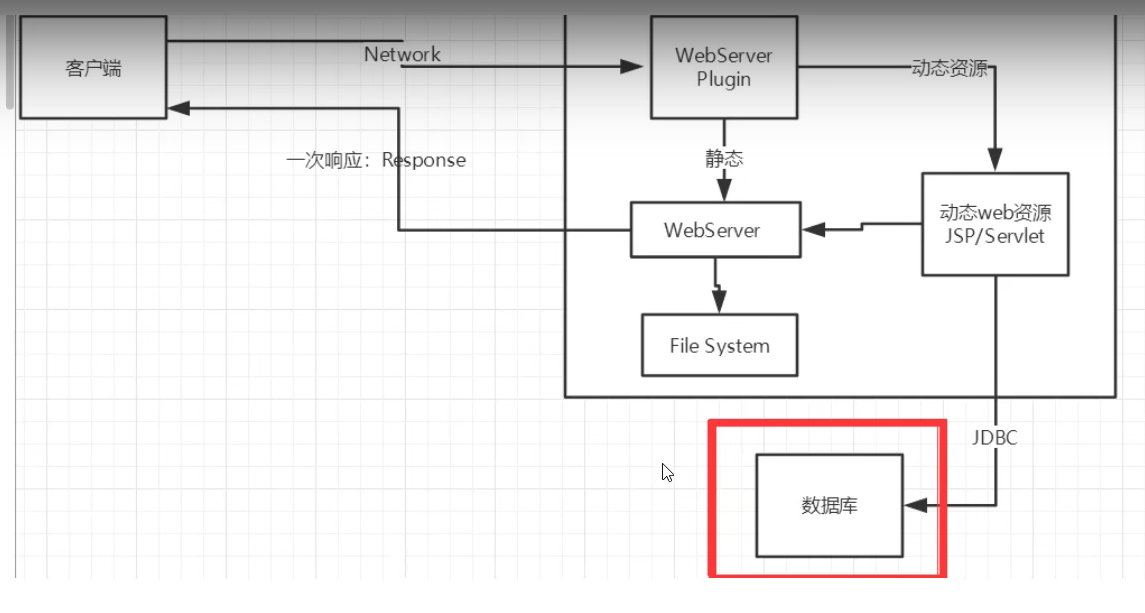 客户端
Network
WebServer
Plugin
动态资源
一次响应：Response
静态
动态web资源
JSP/Servlet
WebServer
File System
JDBC
数据库